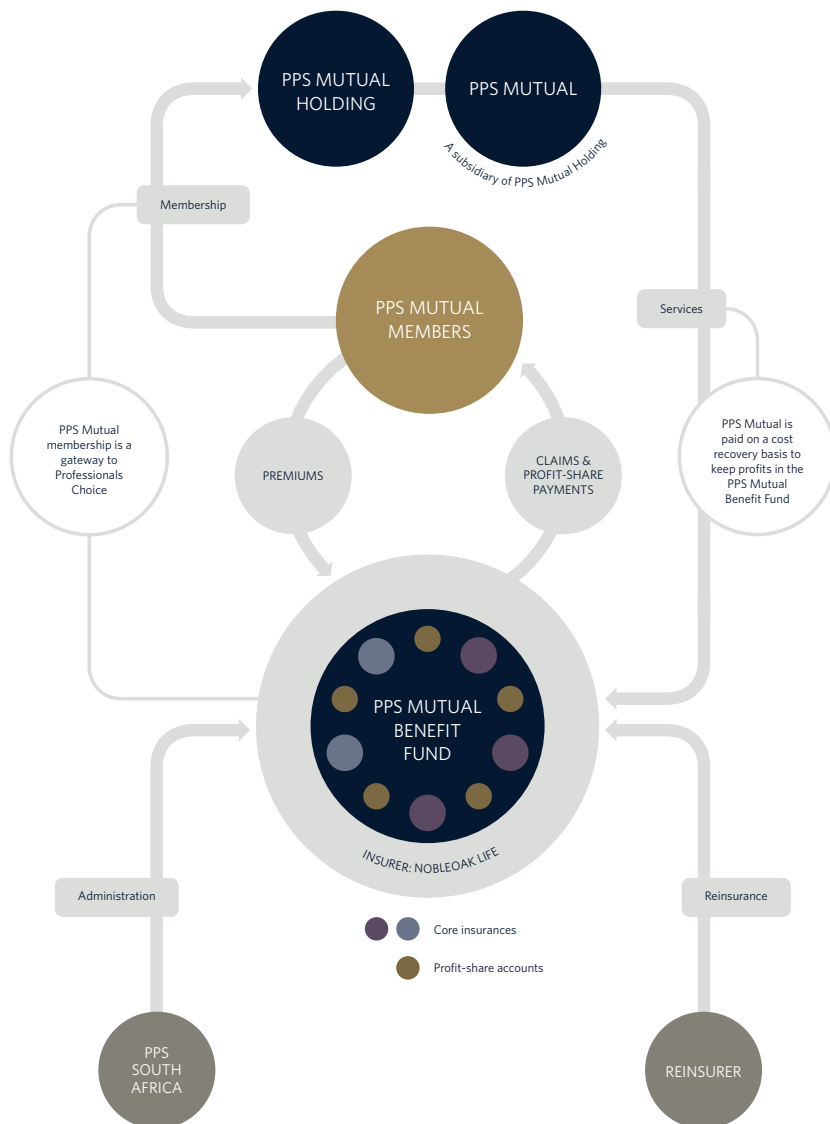 PPS MUTUAL
HOLDING
PPS MUTUAL
A subsidiary of PPS Mutual Holding
Membership
PPS MUTUAL
MEMBERS
Services
PPS Mutual
membership is a
gateway to
Professionals
Choice
PREMIUMS
CLAIMS &
PROFIT-SHARE
PAYMENTS
PPS Mutual is
paid on a cost
recovery basis to
keep profits in the
PPS Mutual
Benefit Fund
PPS MUTUAL
BENEFIT
FUND
INSURER: NOBLEOAK LIFE
Administration
Reinsurance
Core insurances
Profit-share accounts
PPS
SOUTH
AFRICA
REINSURER